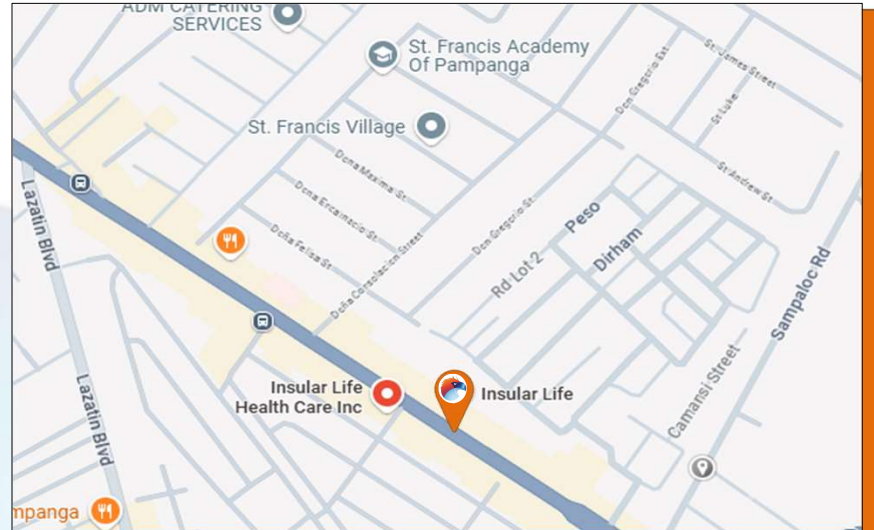 ADM CATERING
SERVICES
St. Francis Academy
Of Pampanga
St. Francis Village
Don Gregorio Ext
St. James Street
St Luke
St Andrew St
Dona Maxima St
Dona Encarnacio St
Doña Felisa St
Doña Consolacion Street
Don Gregorio St
Rd Lot 2
Peso
Dirham
Sampaloc Rd
Camansi Street
Lazatin Blvd
Lazatin Blvd
Insular Life
Health Care Inc
Insular Life
mpanga